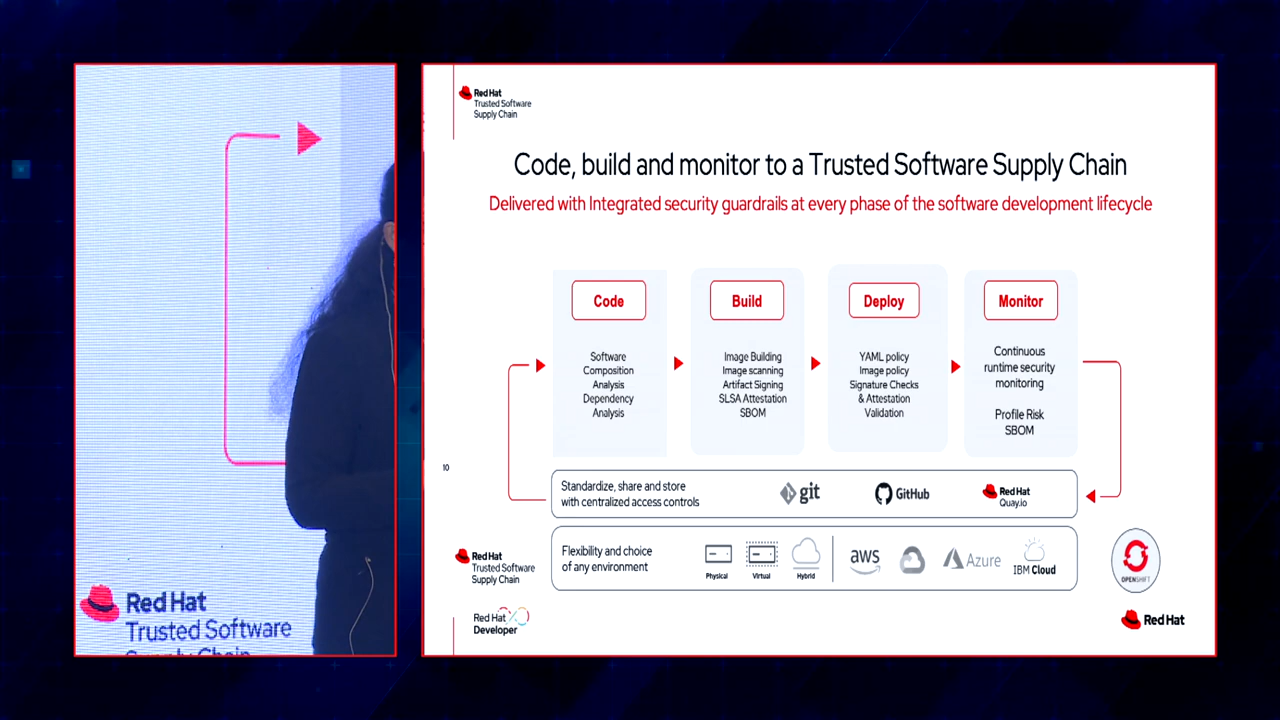 Red Hat
Trusted Software
Supply Chain
Red Hat
Trusted Software
Supply Chain
Code, build and monitor to a Trusted Software Supply Chain
Delivered with Integrated security guardrails at every phase of the software development lifecycle
Code
Build
Deploy
Monitor
Software
Composition
Analysis
Dependency
Analysis
Image Building
Image scanning
Artifact Signing
SLSA Attestation
SBOM
YAML policy
Image policy
Signature Checks
& Attestation
Validation
Continuous
runtime security
monitoring
Profile Risk
SBOM
10
Standardize, share and store
with centralised access controls
git
GitHub
Red Hat
Quay.io
Red Hat
Trusted Software
Supply Chain
Flexibility and choice
of any environment
Physical
Virtual
Hybrid
aws
Azure
IBM Cloud
OPENSHIFT
Red Hat
Developer
Red Hat